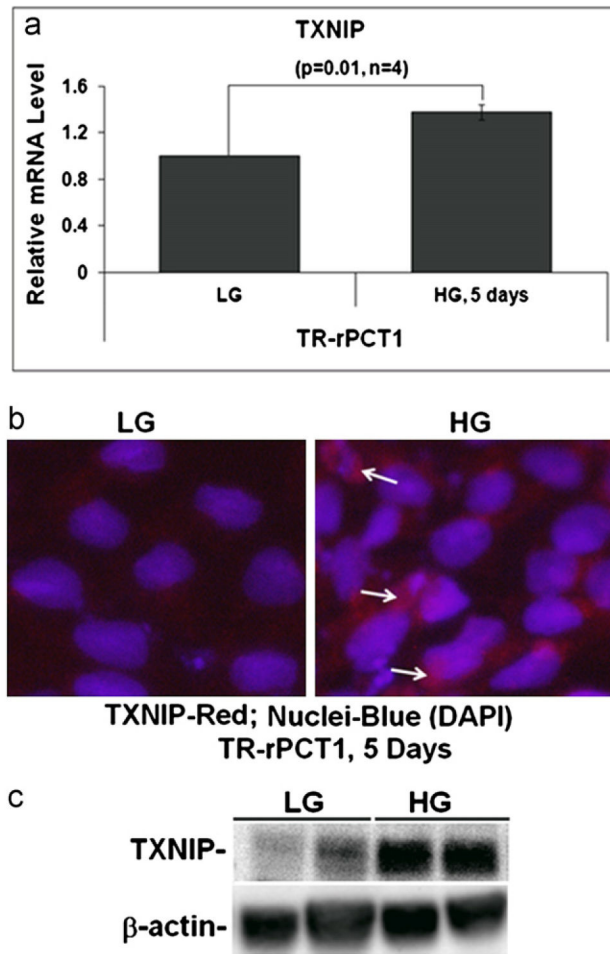 a
TXNIP
(p=0.01, n=4)
Relative mRNA Level
1.6
1.2
0.8
0.4
0
LG
HG, 5 days
TR-rPCT1
b
LG
HG
TXNIP-Red; Nuclei-Blue (DAPI)
TR-rPCT1, 5 Days
c
LG
HG
TXNIP-
β-actin-